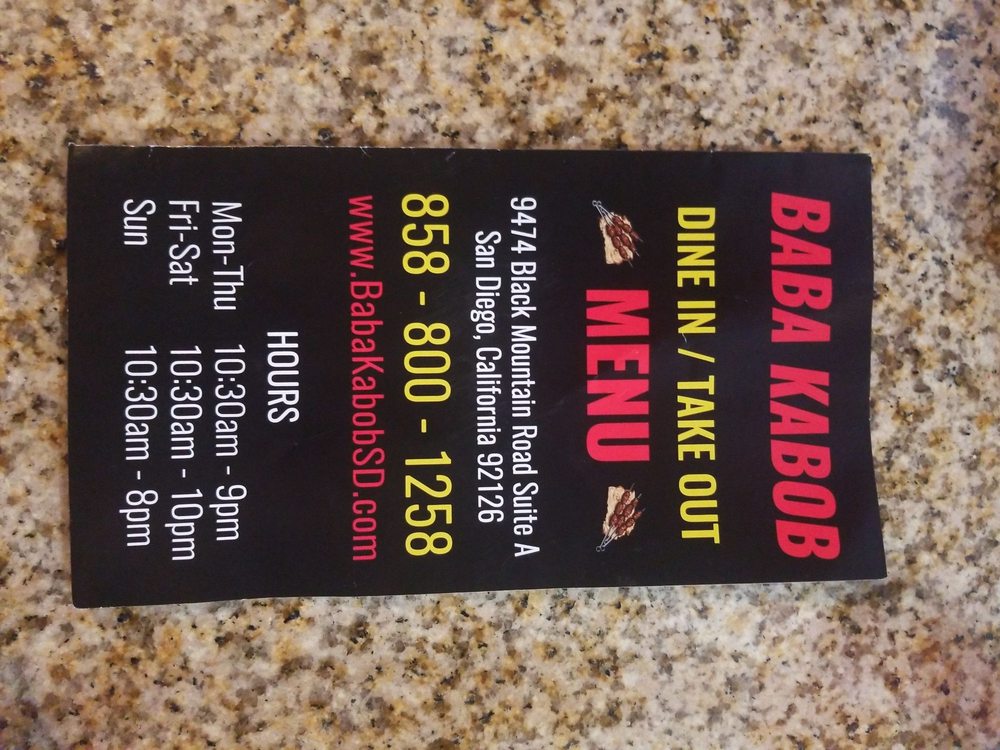 BABA KABOB
DINE IN / TAKE OUT
MENU
9474 Black Mountain Road Suite A
San Diego, California 92126
858 - 800 - 1258
www.BabaKabobSD.com
HOURS
Mon-Thu 10:30am - 9pm
Fri-Sat 10:30am - 10pm
Sun 10:30am - 8pm